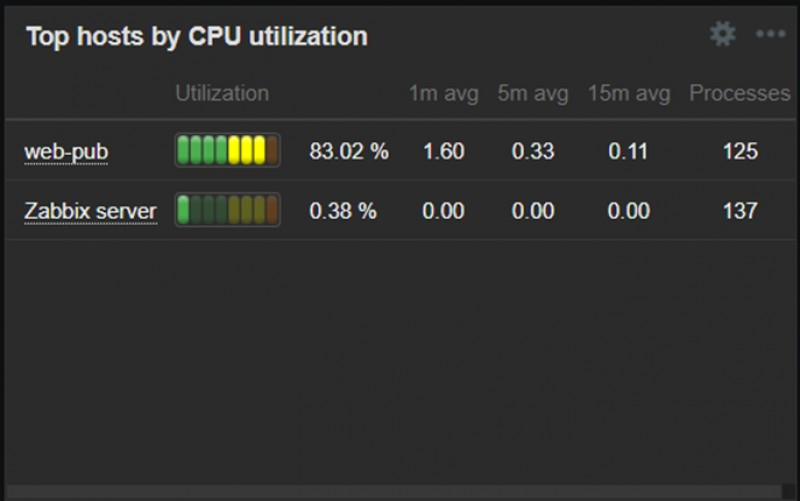 Top hosts by CPU utilization
Utilization 1m avg 5m avg 15m avg Processes
web-pub 83.02 % 1.60 0.33 0.11 125
Zabbix server 0.38 % 0.00 0.00 0.00 137